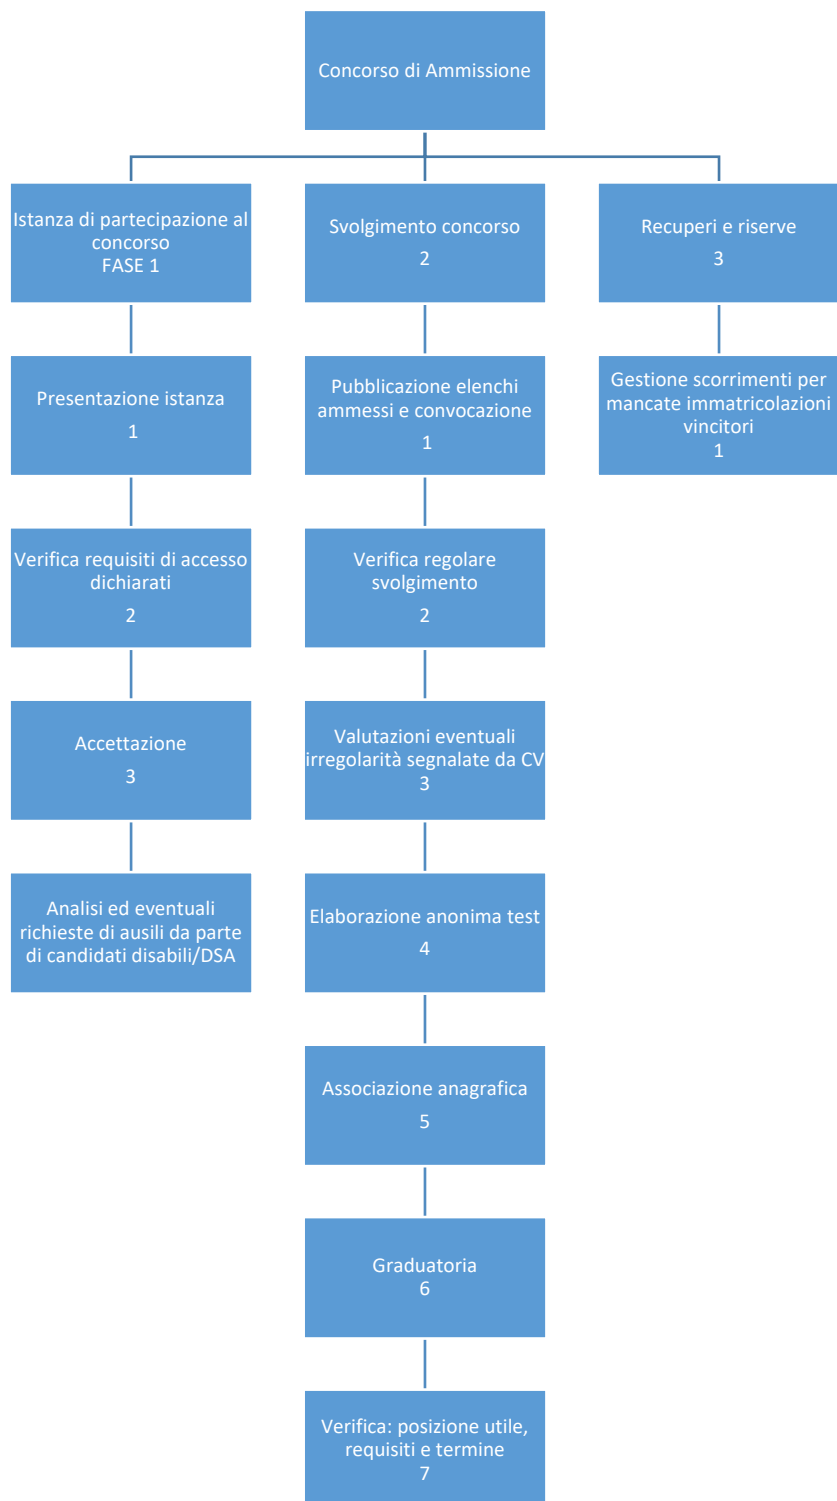 Concorso di Ammissione
Istanza di partecipazione al
concorso
FASE 1
Presentazione istanza
1
Verifica requisiti di accesso
dichiarati
2
Accettazione
3
Analisi ed eventuali
richieste di ausili da parte
di candidati disabili/DSA
Svolgimento concorso
2
Pubblicazione elenchi
ammessi e convocazione
1
Verifica regolare
svolgimento
2
Valutazioni eventuali
irregolarità segnalate da CV
3
Elaborazione anonima test
4
Associazione anagrafica
5
Graduatoria
6
Verifica: posizione utile,
requisiti e termine
7
Recuperi e riserve
3
Gestione scorrimenti per
mancate immatricolazioni
vincitori
1